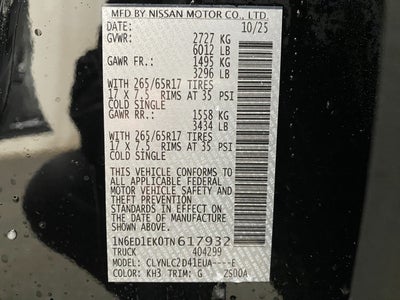 MFD BY NISSAN MOTOR CO., LTD.
DATE: 10/25
GVWR: 2727 KG
6012 LB
GAWR FR.: 1495 KG
3296 LB
WITH 265/65R17 TIRES
17 X 7.5 RIMS AT 35 PSI
COLD SINGLE
GAWR RR.: 1558 KG
3434 LB
WITH 265/65R17 TIRES
17 X 7.5 RIMS AT 35 PSI
COLD SINGLE
THIS VEHICLE CONFORMS TO
ALL APPLICABLE FEDERAL
MOTOR VEHICLE SAFETY
STANDARDS IN EFFECT ON
THE DATE OF MANUFACTURE
SHOWN ABOVE.
1N6ED1EK0TN617932
TRUCK 404299
MODEL: CLYNLC2D41EUA----E
COLOR: KH3 TRIM: G 2S00A